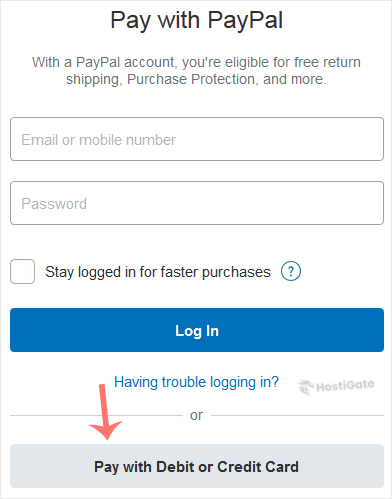 Pay with PayPal
With a PayPal account, you're eligible for free return
shipping, Purchase Protection, and more.
Email or mobile number
Password
Stay logged in for faster purchases ?
Log In
Having trouble logging in?
HostiGate
or
Pay with Debit or Credit Card